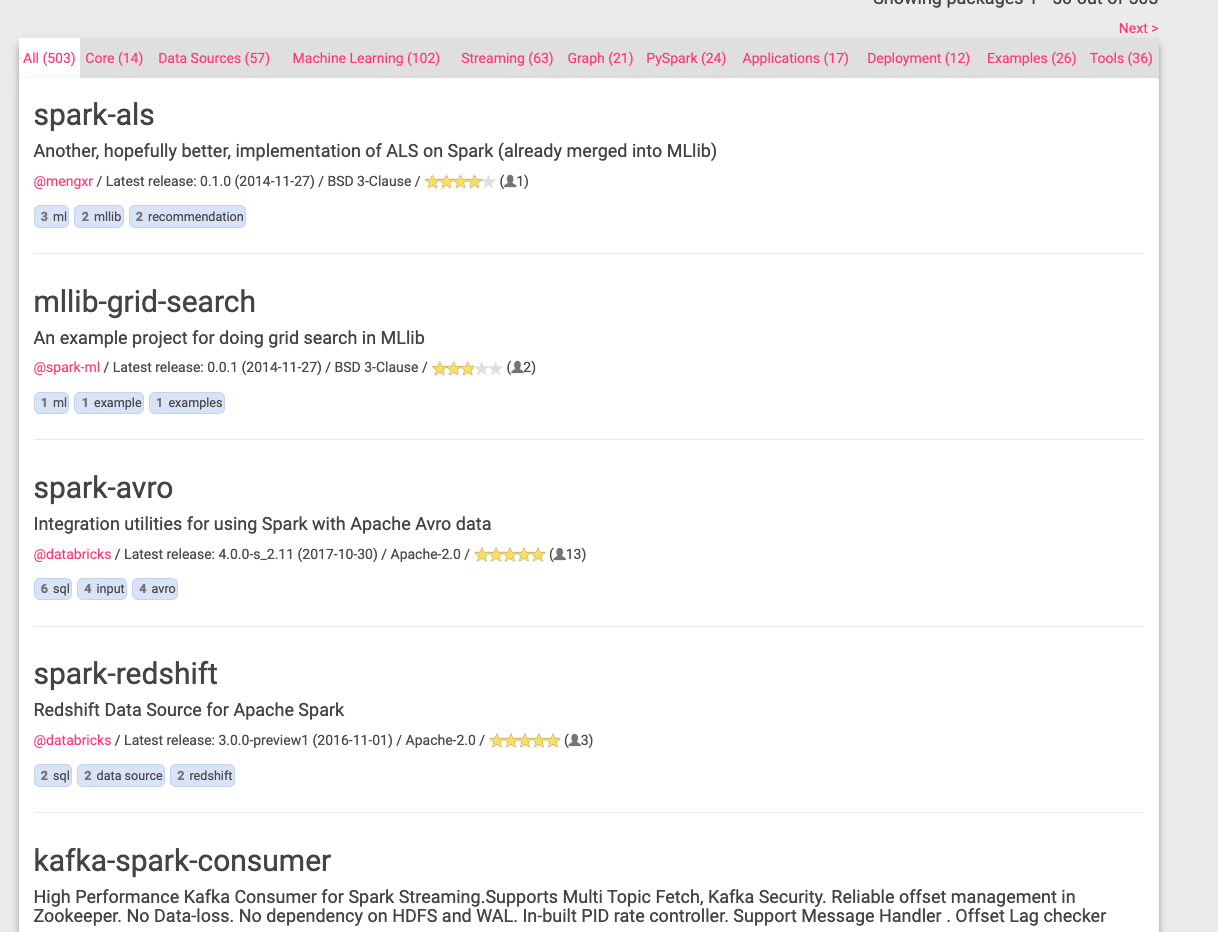 Showing packages 1 - 50 out of 503
Next >
All (503) Core (14) Data Sources (57) Machine Learning (102) Streaming (63) Graph (21) PySpark (24) Applications (17) Deployment (12) Examples (26) Tools (36)
spark-als
Another, hopefully better, implementation of ALS on Spark (already merged into MLlib)
@mengxr / Latest release: 0.1.0 (2014-11-27) / BSD 3-Clause / (1)
3 ml 2 mllib 2 recommendation
mllib-grid-search
An example project for doing grid search in MLlib
@spark-ml / Latest release: 0.0.1 (2014-11-27) / BSD 3-Clause / (2)
1 ml 1 example 1 examples
spark-avro
Integration utilities for using Spark with Apache Avro data
@databricks / Latest release: 4.0.0-s_2.11 (2017-10-30) / Apache-2.0 / (13)
6 sql 4 input 4 avro
spark-redshift
Redshift Data Source for Apache Spark
@databricks / Latest release: 3.0.0-preview1 (2016-11-01) / Apache-2.0 / (3)
2 sql 2 data source 2 redshift
kafka-spark-consumer
High Performance Kafka Consumer for Spark Streaming.Supports Multi Topic Fetch, Kafka Security. Reliable offset management in
Zookeeper. No Data-loss. No dependency on HDFS and WAL. In-built PID rate controller. Support Message Handler . Offset Lag checker